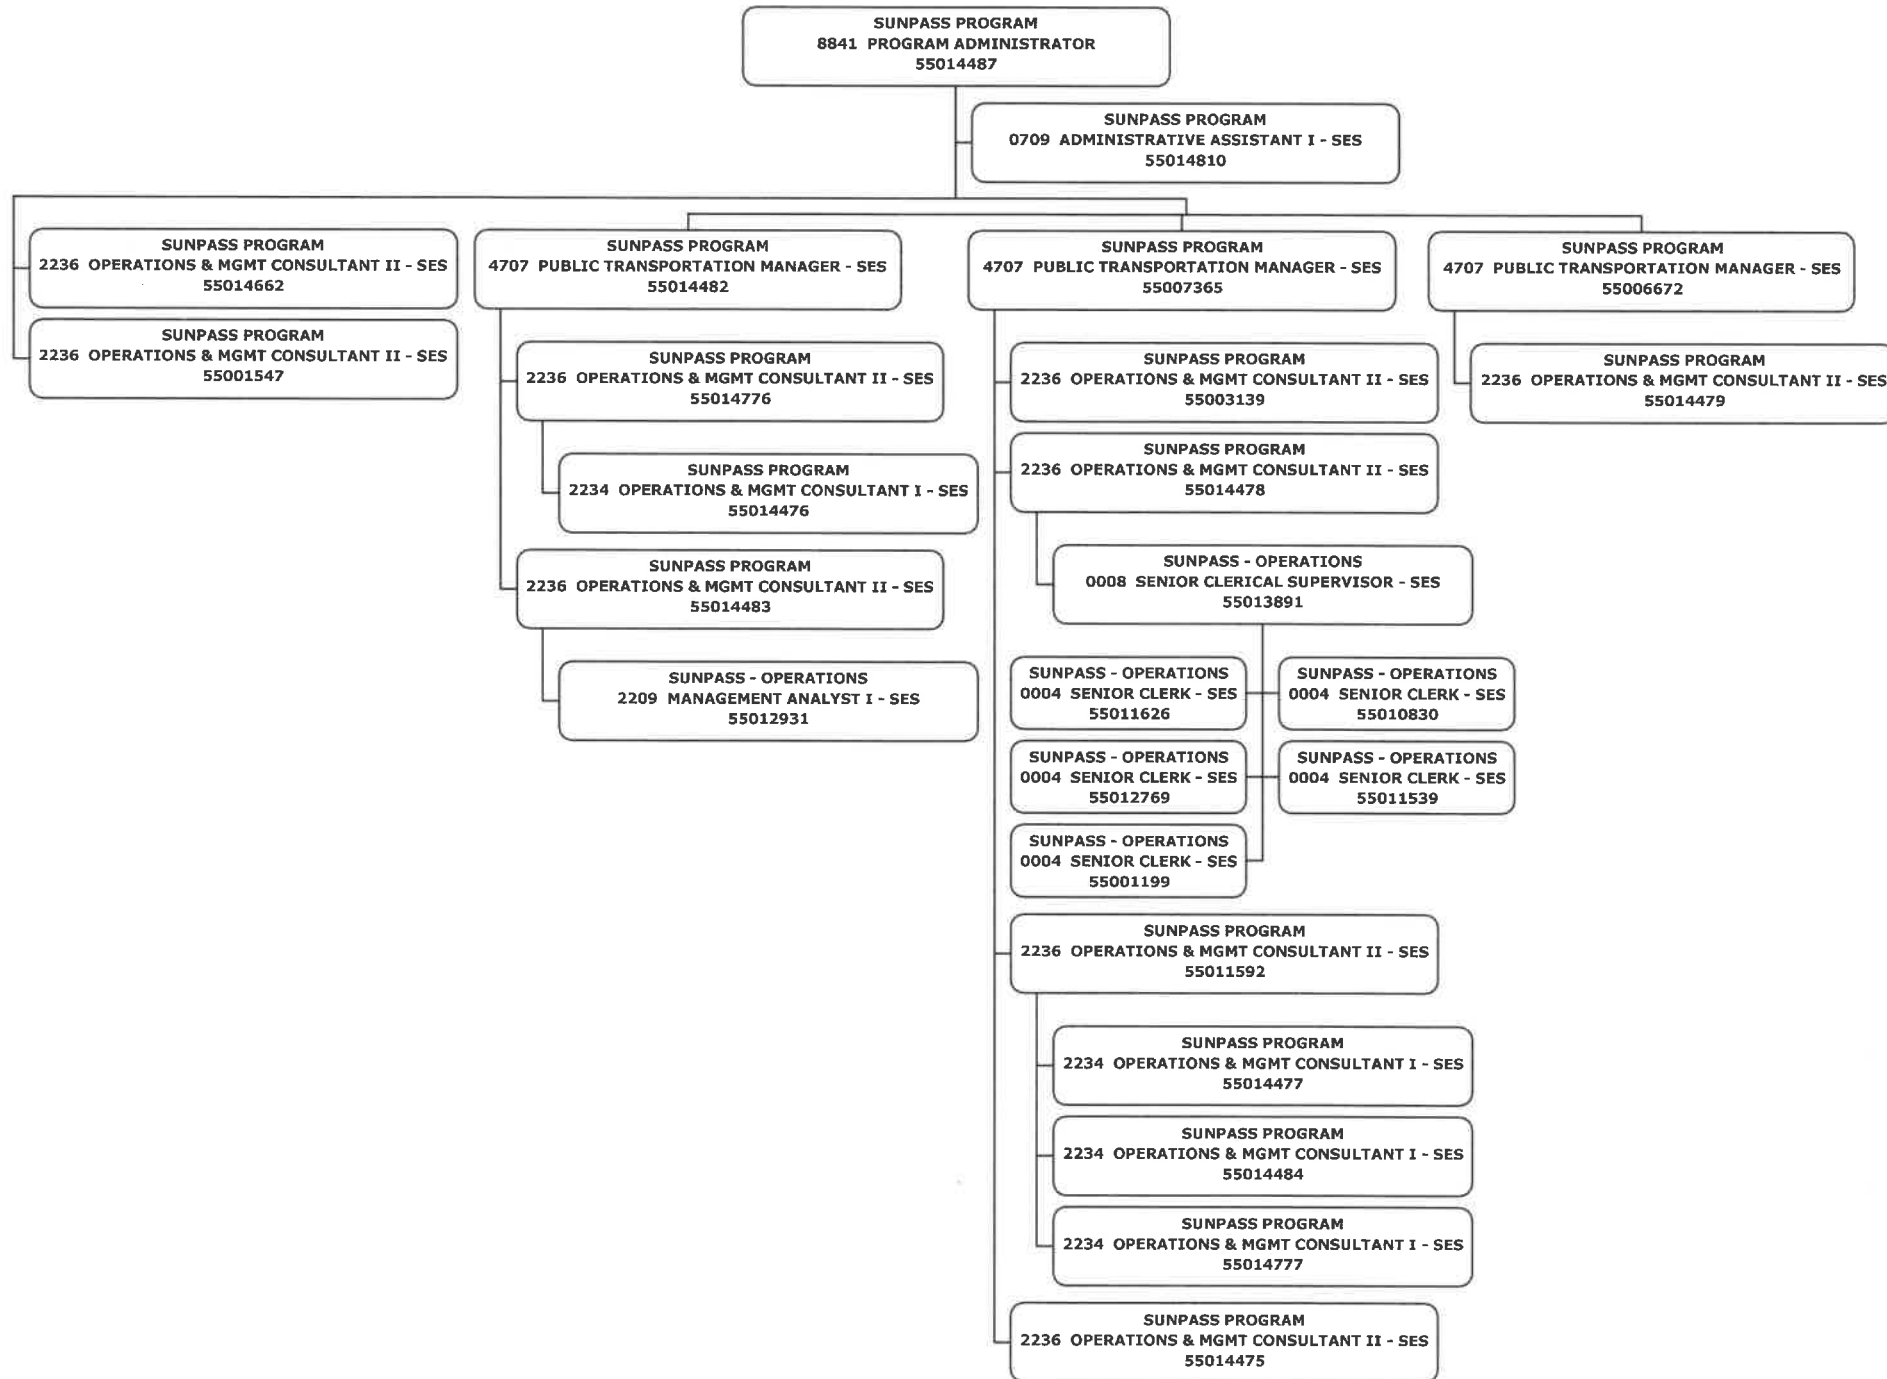 SUNPASS PROGRAM
8841 PROGRAM ADMINISTRATOR
55014487
SUNPASS PROGRAM
0709 ADMINISTRATIVE ASSISTANT I - SES
55014810
SUNPASS PROGRAM
2236 OPERATIONS & MGMT CONSULTANT II - SES
55014662
SUNPASS PROGRAM
2236 OPERATIONS & MGMT CONSULTANT II - SES
55001547
SUNPASS PROGRAM
4707 PUBLIC TRANSPORTATION MANAGER - SES
55014482
SUNPASS PROGRAM
2236 OPERATIONS & MGMT CONSULTANT II - SES
55014776
SUNPASS PROGRAM
2234 OPERATIONS & MGMT CONSULTANT I - SES
55014476
SUNPASS PROGRAM
2236 OPERATIONS & MGMT CONSULTANT II - SES
55014483
SUNPASS - OPERATIONS
2209 MANAGEMENT ANALYST I - SES
55012931
SUNPASS PROGRAM
4707 PUBLIC TRANSPORTATION MANAGER - SES
55007365
SUNPASS PROGRAM
2236 OPERATIONS & MGMT CONSULTANT II - SES
55003139
SUNPASS PROGRAM
2236 OPERATIONS & MGMT CONSULTANT II - SES
55014478
SUNPASS - OPERATIONS
0008 SENIOR CLERICAL SUPERVISOR - SES
55013891
SUNPASS - OPERATIONS
0004 SENIOR CLERK - SES
55011626
SUNPASS - OPERATIONS
0004 SENIOR CLERK - SES
55010830
SUNPASS - OPERATIONS
0004 SENIOR CLERK - SES
55012769
SUNPASS - OPERATIONS
0004 SENIOR CLERK - SES
55011539
SUNPASS - OPERATIONS
0004 SENIOR CLERK - SES
55001199
SUNPASS PROGRAM
2236 OPERATIONS & MGMT CONSULTANT II - SES
55011592
SUNPASS PROGRAM
2234 OPERATIONS & MGMT CONSULTANT I - SES
55014477
SUNPASS PROGRAM
2234 OPERATIONS & MGMT CONSULTANT I - SES
55014484
SUNPASS PROGRAM
2234 OPERATIONS & MGMT CONSULTANT I - SES
55014777
SUNPASS PROGRAM
2236 OPERATIONS & MGMT CONSULTANT II - SES
55014475
SUNPASS PROGRAM
4707 PUBLIC TRANSPORTATION MANAGER - SES
55006672
SUNPASS PROGRAM
2236 OPERATIONS & MGMT CONSULTANT II - SES
55014479